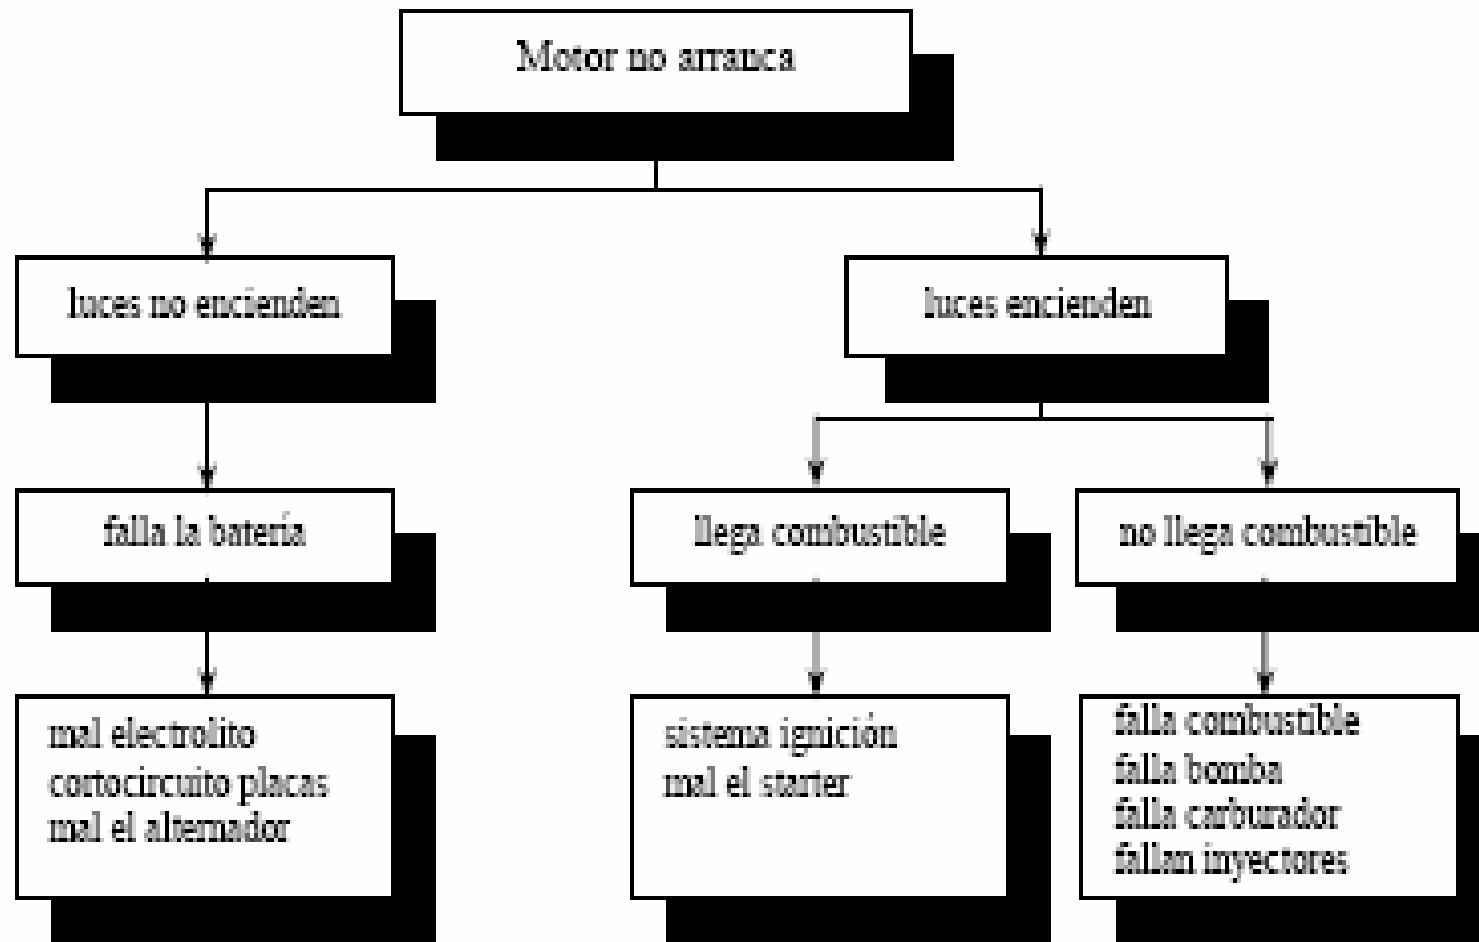 Motor no arranca
luces no encienden
luces encienden
falla la batería
llega combustible
no llega combustible
mal electrolito
cortocircuito placas
mal el alternador
sistema ignición
mal el starter
falla combustible
falla bomba
falla carburador
fallan inyectores